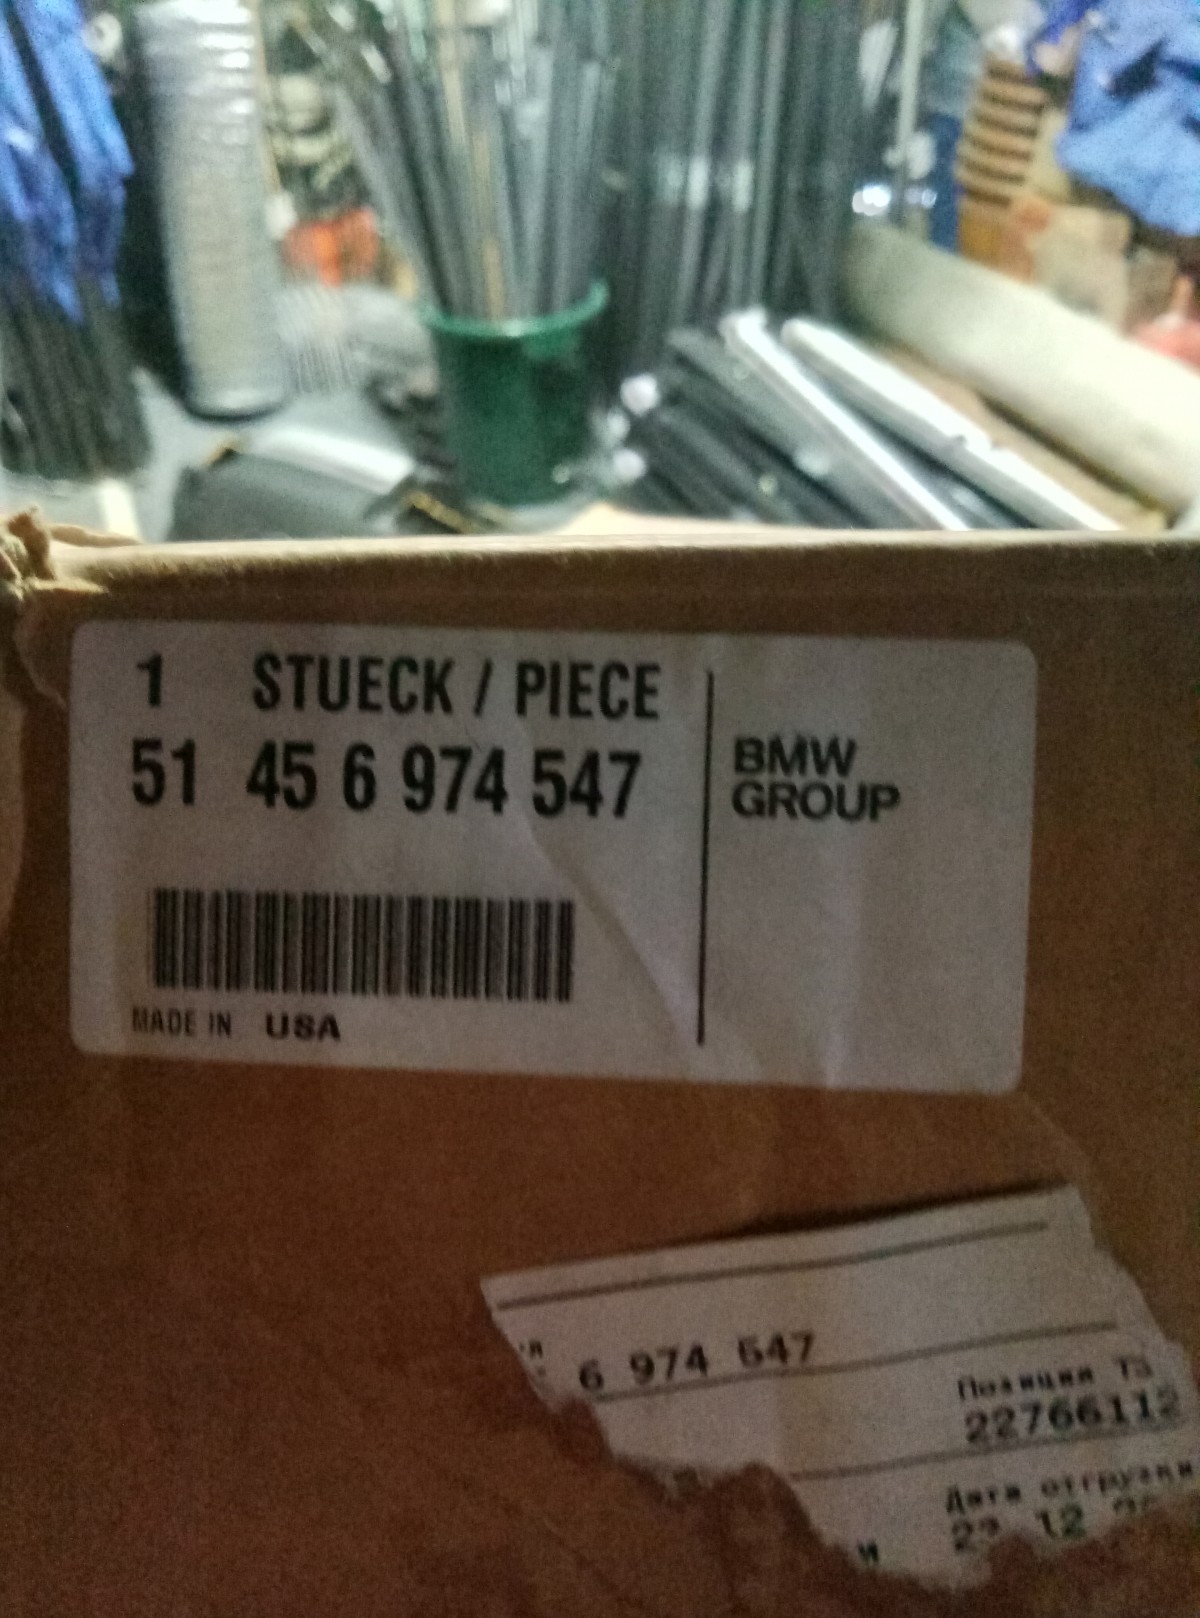 1 STUECK / PIECE
51 45 6 974 547
BMW
GROUP
MADE IN USA
6 974 547
Позиция ТЗ
22766112
Дата отгрузки
12